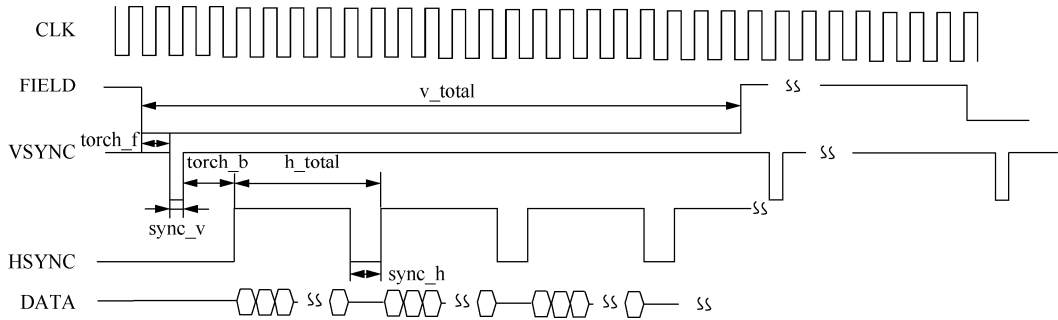 CLK
FIELD
v_total
torch_f
VSYNC
torch_b
h_total
sync_v
HSYNC
sync_h
DATA